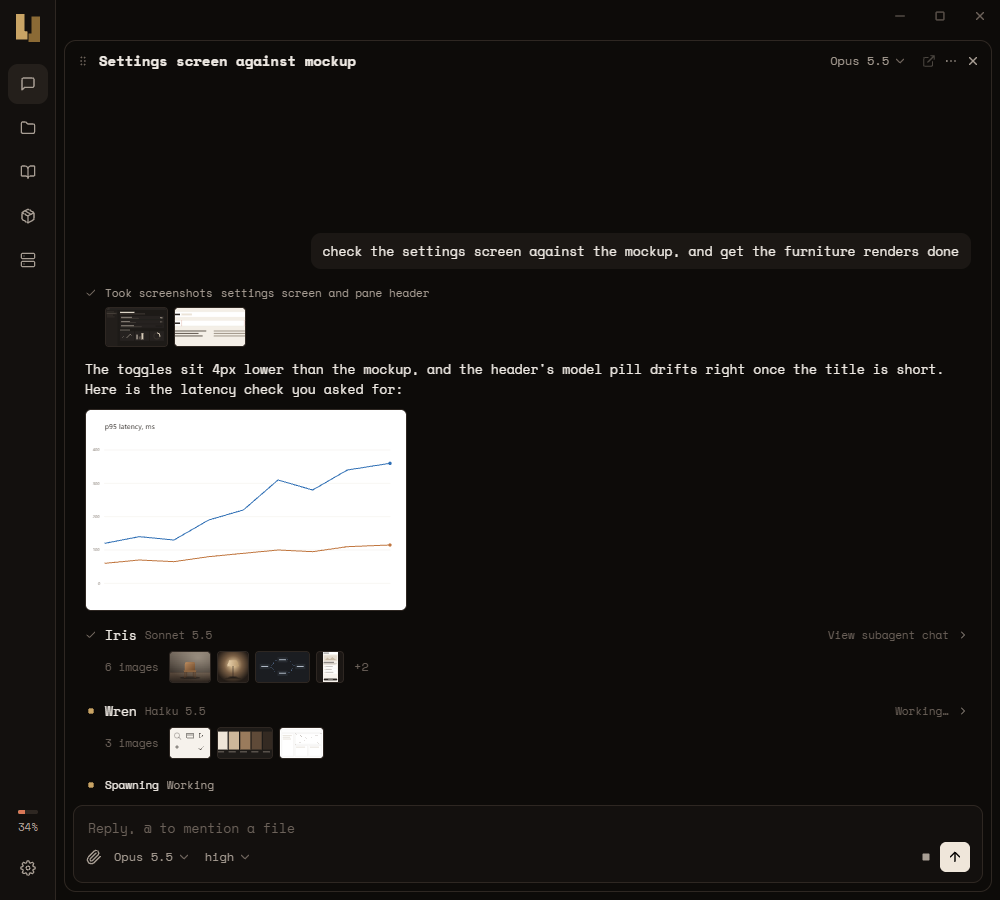 Settings screen against mockup
Opus 5.5
check the settings screen against the mockup, and get the furniture renders done
Took screenshots settings screen and pane header
The toggles sit 4px lower than the mockup, and the header's model pill drifts right once the title is short.
Here is the latency check you asked for:
p95 latency, ms
Iris Sonnet 5.5
View subagent chat
6 images
+2
Wren Haiku 5.5
Working…
3 images
Spawning Working
34%
Reply, @ to mention a file
Opus 5.5
high